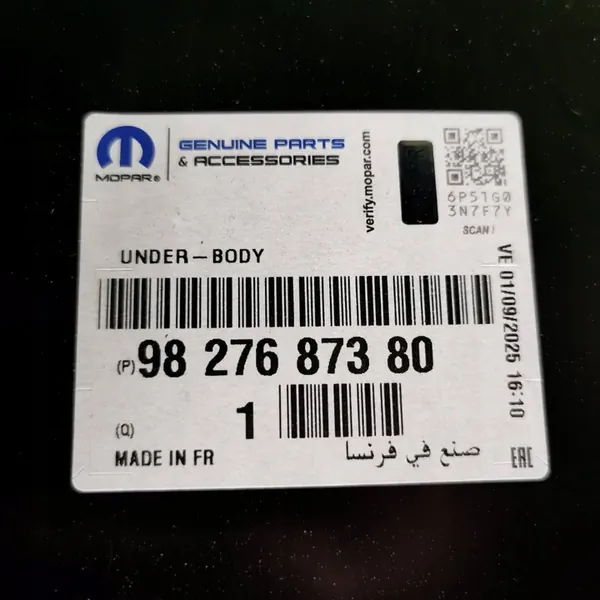 MOPAR®
GENUINE PARTS
& ACCESSORIES
verify.mopar.com
6P51G0
3N7F7Y
SCAN!
UNDER-BODY
VE 01/09/2025 16:10
(P) 98 276 873 80
(Q) 1
MADE IN FR
صنع في فرنسا
EAC